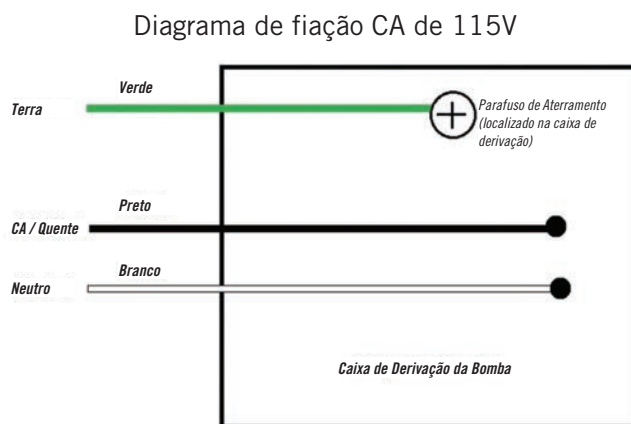 Diagrama de fiação CA de 115V
Verde
Terra
Parafuso de Aterramento
(localizado na caixa de
derivação)
Preto
CA / Quente
Branco
Neutro
Caixa de Derivação da Bomba